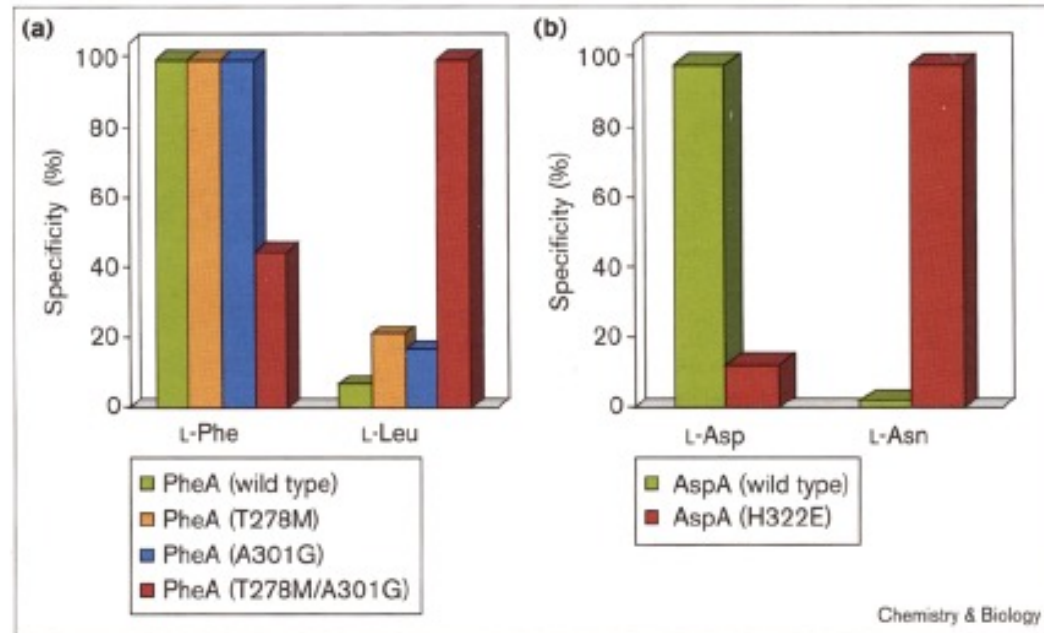 (a)
Specificity (%)
100
80
60
40
20
0
L-Phe
L-Leu
PheA (wild type)
PheA (T278M)
PheA (A301G)
PheA (T278M/A301G)
(b)
Specificity (%)
100
80
60
40
20
0
L-Asp
L-Asn
AspA (wild type)
AspA (H322E)
Chemistry & Biology